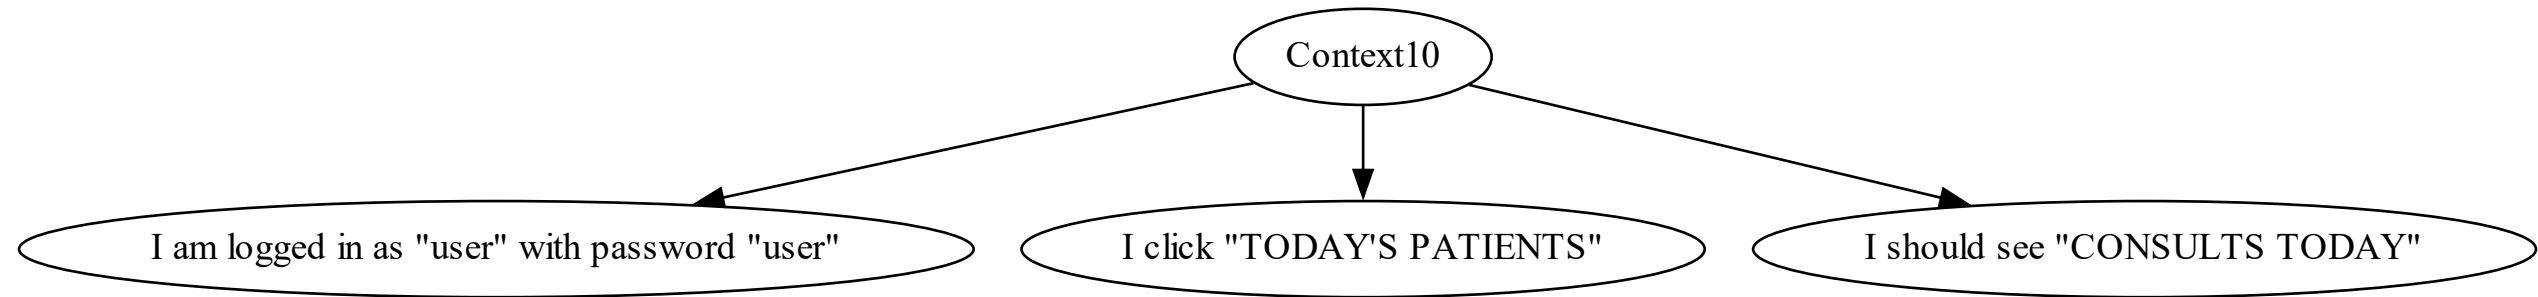 Context10
I am logged in as "user" with password "user"
I click "TODAY'S PATIENTS"
I should see "CONSULTS TODAY"